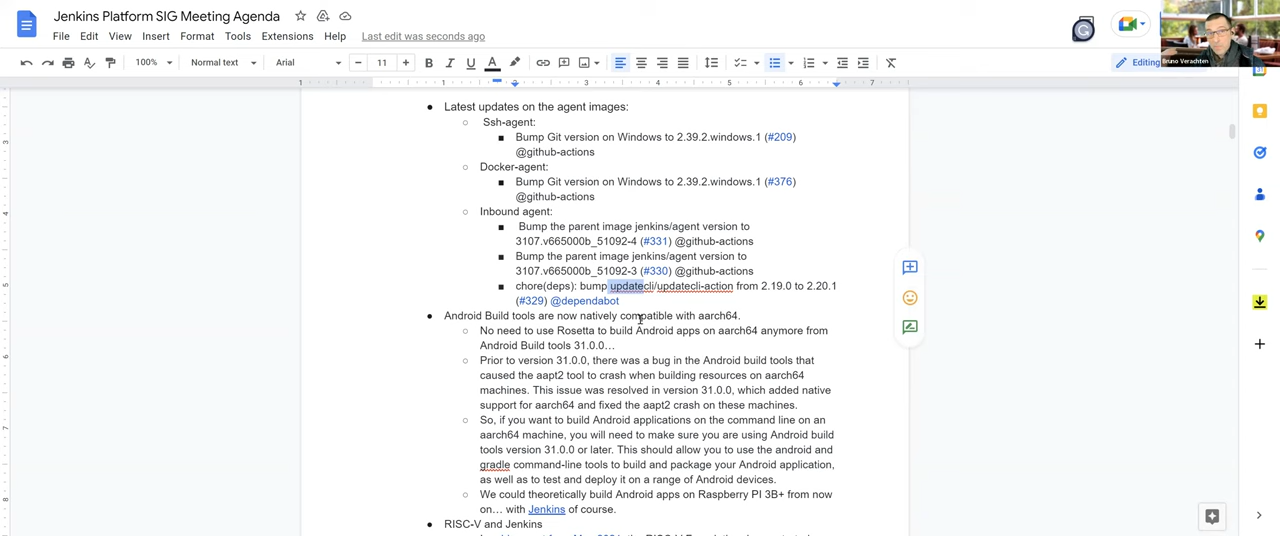 Jenkins Platform SIG Meeting Agenda
File Edit View Insert Format Tools Extensions Help Last edit was seconds ago
100% Normal text Arial 11 B I U A Editing
Bruno Verachten
1 1 2 3 4 5 6 7
Latest updates on the agent images:
Ssh-agent:
Bump Git version on Windows to 2.39.2.windows.1 (#209)
@github-actions
Docker-agent:
Bump Git version on Windows to 2.39.2.windows.1 (#376)
@github-actions
Inbound agent:
Bump the parent image jenkins/agent version to
3107.v665000b_51092-4 (#331) @github-actions
Bump the parent image jenkins/agent version to
3107.v665000b_51092-3 (#330) @github-actions
chore(deps): bump updatecli/updatecli-action from 2.19.0 to 2.20.1
(#329) @dependabot
Android Build tools are now natively compatible with aarch64.
No need to use Rosetta to build Android apps on aarch64 anymore from
Android Build tools 31.0.0…
Prior to version 31.0.0, there was a bug in the Android build tools that
caused the aapt2 tool to crash when building resources on aarch64
machines. This issue was resolved in version 31.0.0, which added native
support for aarch64 and fixed the aapt2 crash on these machines.
So, if you want to build Android applications on the command line on an
aarch64 machine, you will need to make sure you are using Android build
tools version 31.0.0 or later. This should allow you to use the android and
gradle command-line tools to build and package your Android application,
as well as to test and deploy it on a range of Android devices.
We could theoretically build Android apps on Raspberry PI 3B+ from now
on… with Jenkins of course.
RISC-V and Jenkins